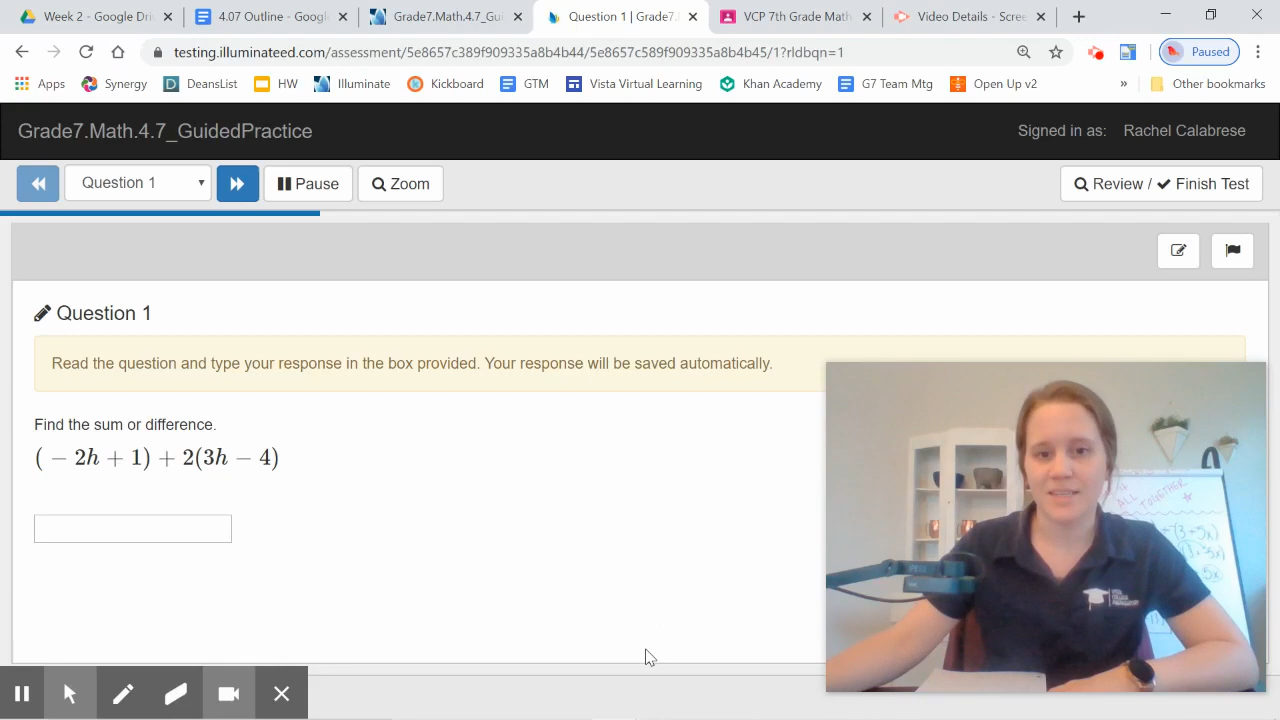 Week 2 - Google Dri
4.07 Outline - Googl
Grade7.Math.4.7_Gui
Question 1 | Grade7.
VCP 7th Grade Math
Video Details - Scree
testing.illuminateed.com/assessment/5e8657c389f909335a8b4b44/5e8657c589f909335a8b4b45/1?rldbqn=1
Paused
Apps
Synergy
DeansList
HW
Illuminate
Kickboard
GTM
Vista Virtual Learning
Khan Academy
G7 Team Mtg
Open Up v2
»
Other bookmarks
Grade7.Math.4.7_GuidedPractice
Signed in as: Rachel Calabrese
Question 1
Pause
Zoom
Review / ✔ Finish Test
Question 1
Read the question and type your response in the box provided. Your response will be saved automatically.
Find the sum or difference.
( − 2h + 1) + 2(3h − 4)
ALL
TOGETHER